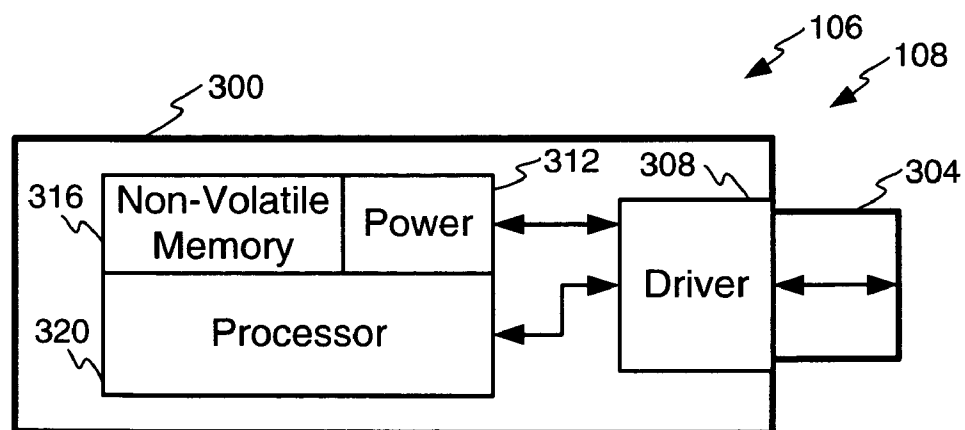 106
108
300
312
308
304
316
Non-Volatile
Memory
Power
Driver
Processor
320